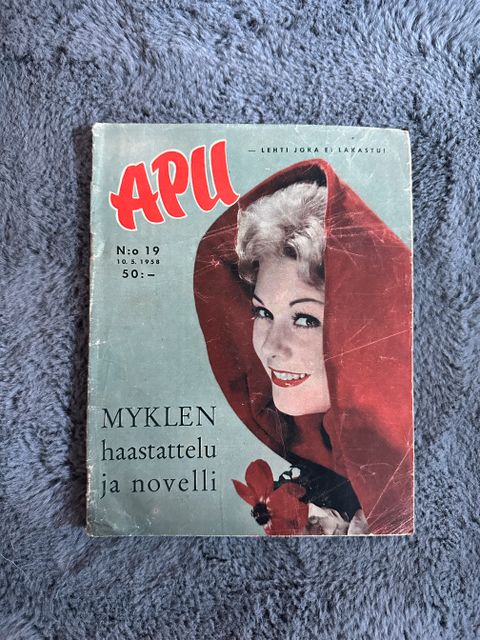 — LEHTI JOKA EI LAKASTU!
APU
N:o 19
10. 5. 1958
50:–
MYKLEN
haastattelu
ja novelli